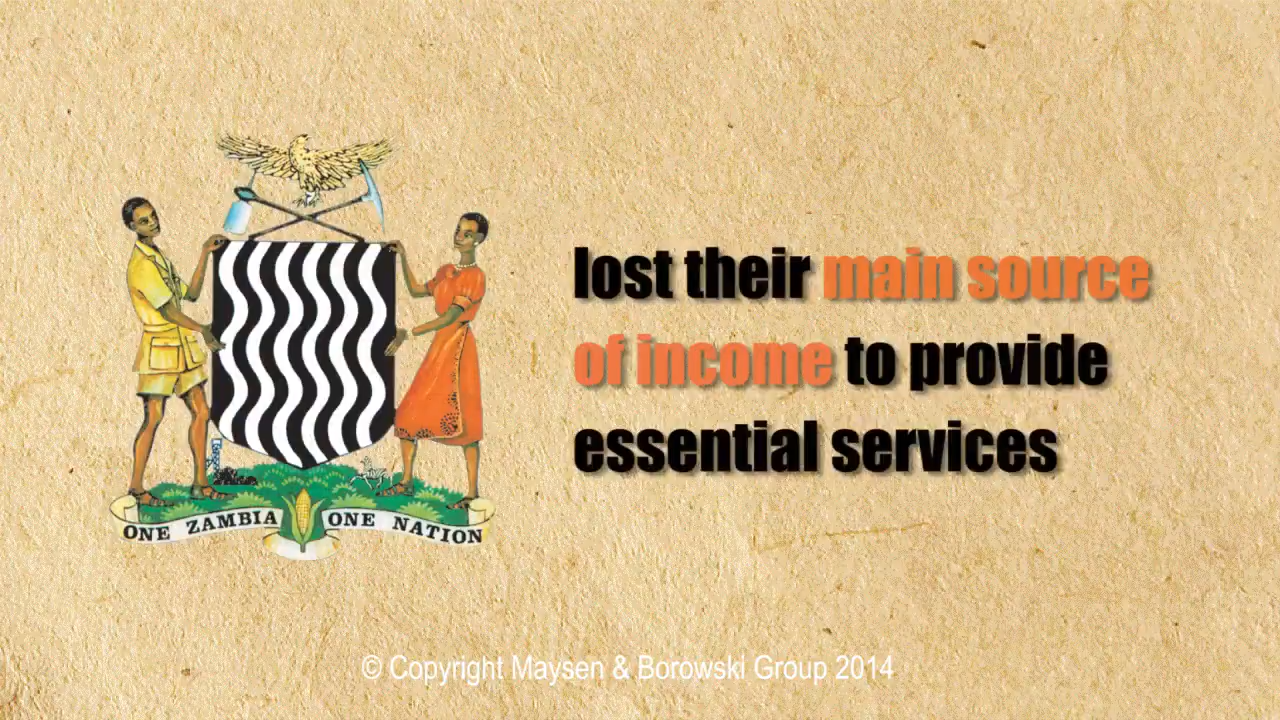 lost their main source
of income to provide
essential services
ONE ZAMBIA ONE NATION
© Copyright Maysen & Borowski Group 2014